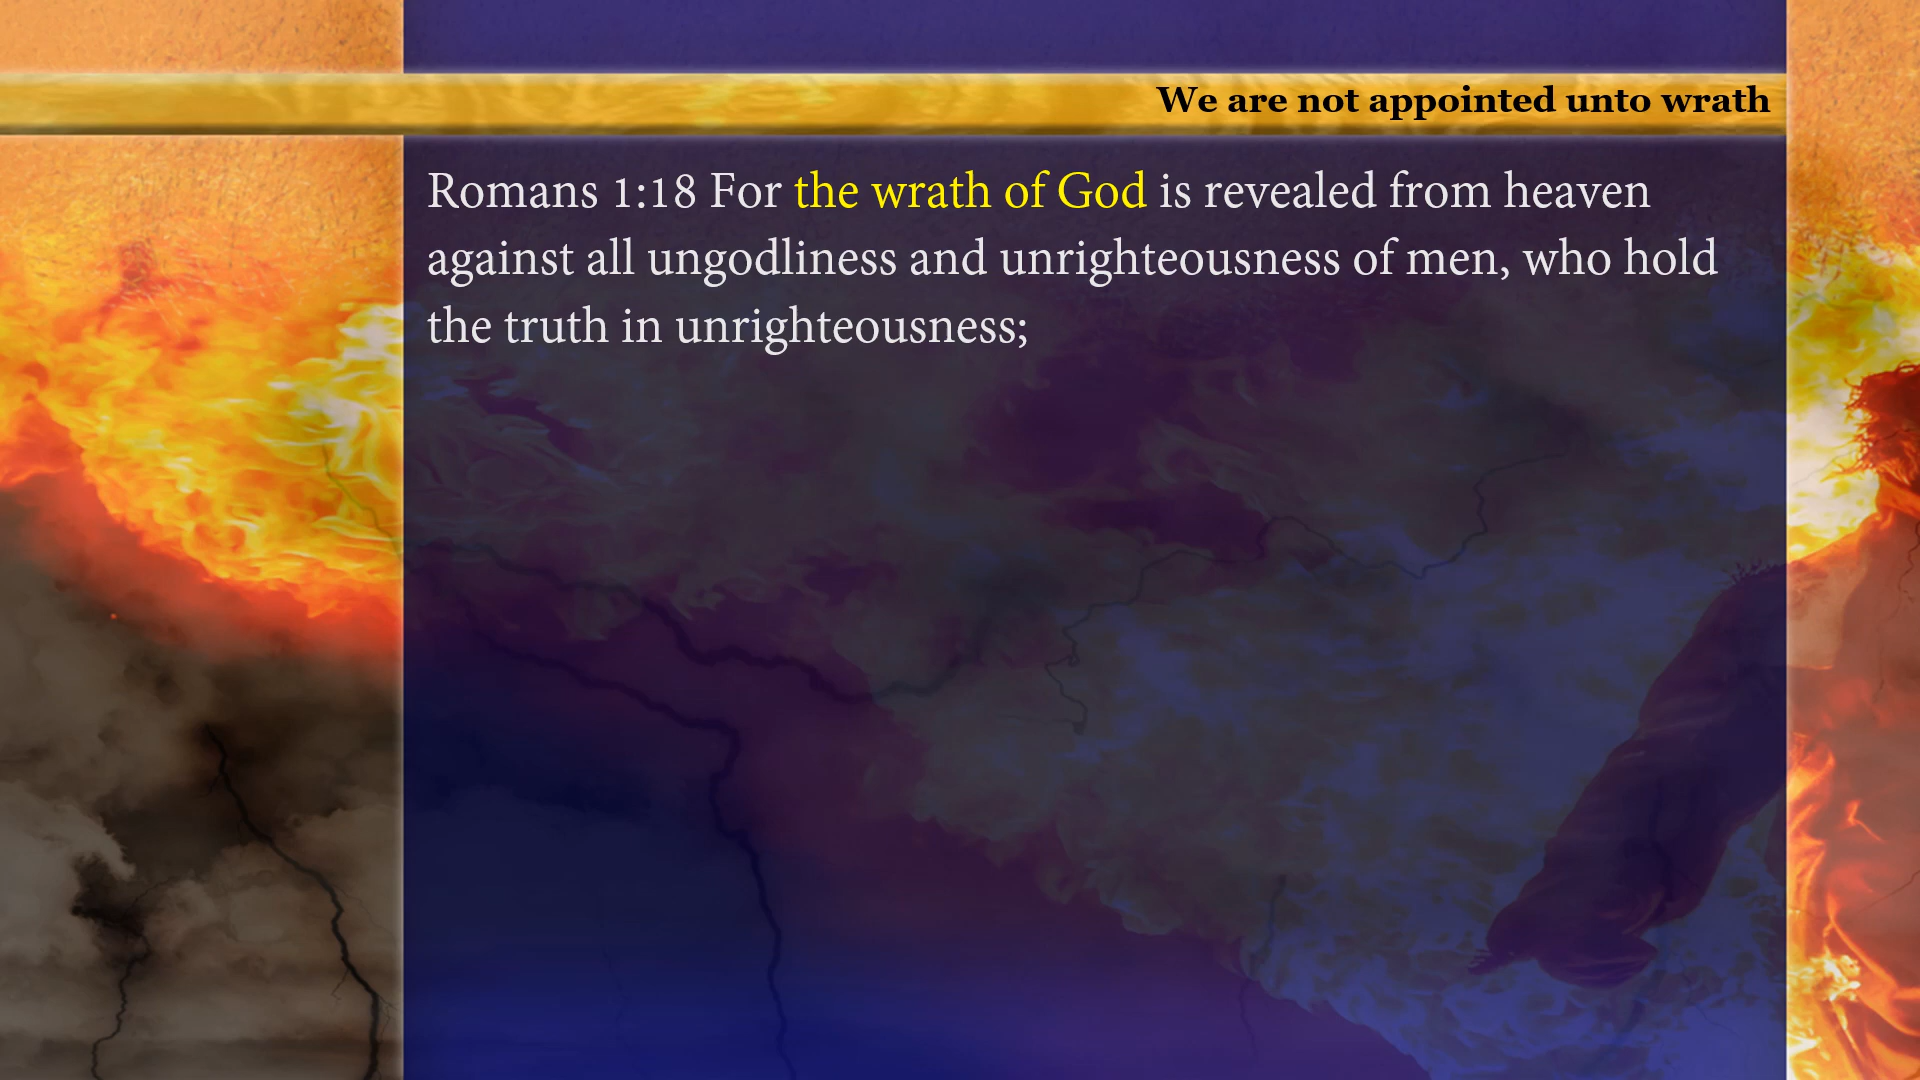 We are not appointed unto wrath
Romans 1:18 For the wrath of God is revealed from heaven
against all ungodliness and unrighteousness of men, who hold
the truth in unrighteousness;